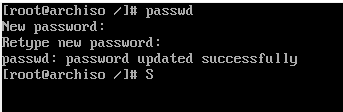 [root@archiso /]# passwd
New password:
Retype new password:
passwd: password updated successfully
[root@archiso /]# S